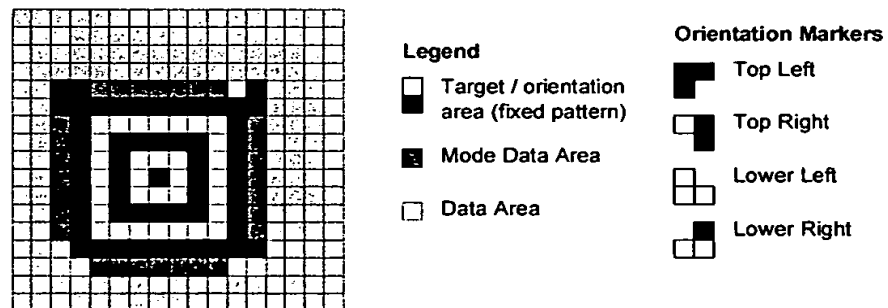 Legend
Target / orientation
area (fixed pattern)
Mode Data Area
Data Area
Orientation Markers
Top Left
Top Right
Lower Left
Lower Right